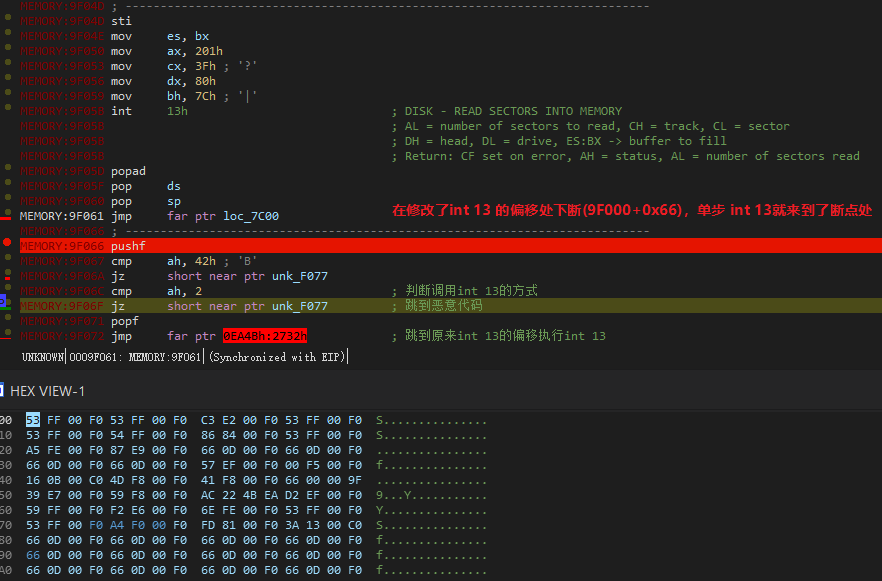 MEMORY:9F04D ; ---------------------------------------------------------------------------
MEMORY:9F04D sti
MEMORY:9F04E mov es, bx
MEMORY:9F050 mov ax, 201h
MEMORY:9F053 mov cx, 3Fh ; '?'
MEMORY:9F056 mov dx, 80h
MEMORY:9F059 mov bh, 7Ch ; '|'
MEMORY:9F05B int 13h ; DISK - READ SECTORS INTO MEMORY
MEMORY:9F05B ; AL = number of sectors to read, CH = track, CL = sector
MEMORY:9F05B ; DH = head, DL = drive, ES:BX -> buffer to fill
MEMORY:9F05B ; Return: CF set on error, AH = status, AL = number of sectors read
MEMORY:9F05D popad
MEMORY:9F05F pop ds
MEMORY:9F060 pop sp
MEMORY:9F061 jmp far ptr loc_7C00 在修改了int 13 的偏移处下断(9F000+0x66)，单步 int 13就来到了断点处
MEMORY:9F066 ; ---------------------------------------------------------------------------
MEMORY:9F066 pushf
MEMORY:9F067 cmp ah, 42h ; 'B'
MEMORY:9F06A jz short near ptr unk_F077
MEMORY:9F06C cmp ah, 2 ; 判断调用int 13的方式
MEMORY:9F06F jz short near ptr unk_F077 ; 跳到恶意代码
MEMORY:9F071 popf
MEMORY:9F072 jmp far ptr 0EA4Bh:2732h ; 跳到原来int 13的偏移执行int 13
UNKNOWN 0009F061: MEMORY:9F061 (Synchronized with EIP)
HEX VIEW-1
00 53 FF 00 F0 53 FF 00 F0 C3 E2 00 F0 53 FF 00 F0 S...............
10 53 FF 00 F0 54 FF 00 F0 86 84 00 F0 53 FF 00 F0 S...............
20 A5 FE 00 F0 87 E9 00 F0 66 0D 00 F0 66 0D 00 F0 ................
30 66 0D 00 F0 66 0D 00 F0 57 EF 00 F0 00 F5 00 F0 f...............
40 16 0B 00 C0 4D F8 00 F0 41 F8 00 F0 66 00 00 9F ................
50 39 E7 00 F0 59 F8 00 F0 AC 22 4B EA D2 EF 00 F0 9...Y...........
60 59 FF 00 F0 F2 E6 00 F0 6E FE 00 F0 53 FF 00 F0 Y...............
70 53 FF 00 F0 A4 F0 00 F0 FD 81 00 F0 3A 13 00 C0 S...............
80 66 0D 00 F0 66 0D 00 F0 66 0D 00 F0 66 0D 00 F0 f...............
90 66 0D 00 F0 66 0D 00 F0 66 0D 00 F0 66 0D 00 F0 f...............
A0 66 0D 00 F0 66 0D 00 F0 66 0D 00 F0 66 0D 00 F0 f...............